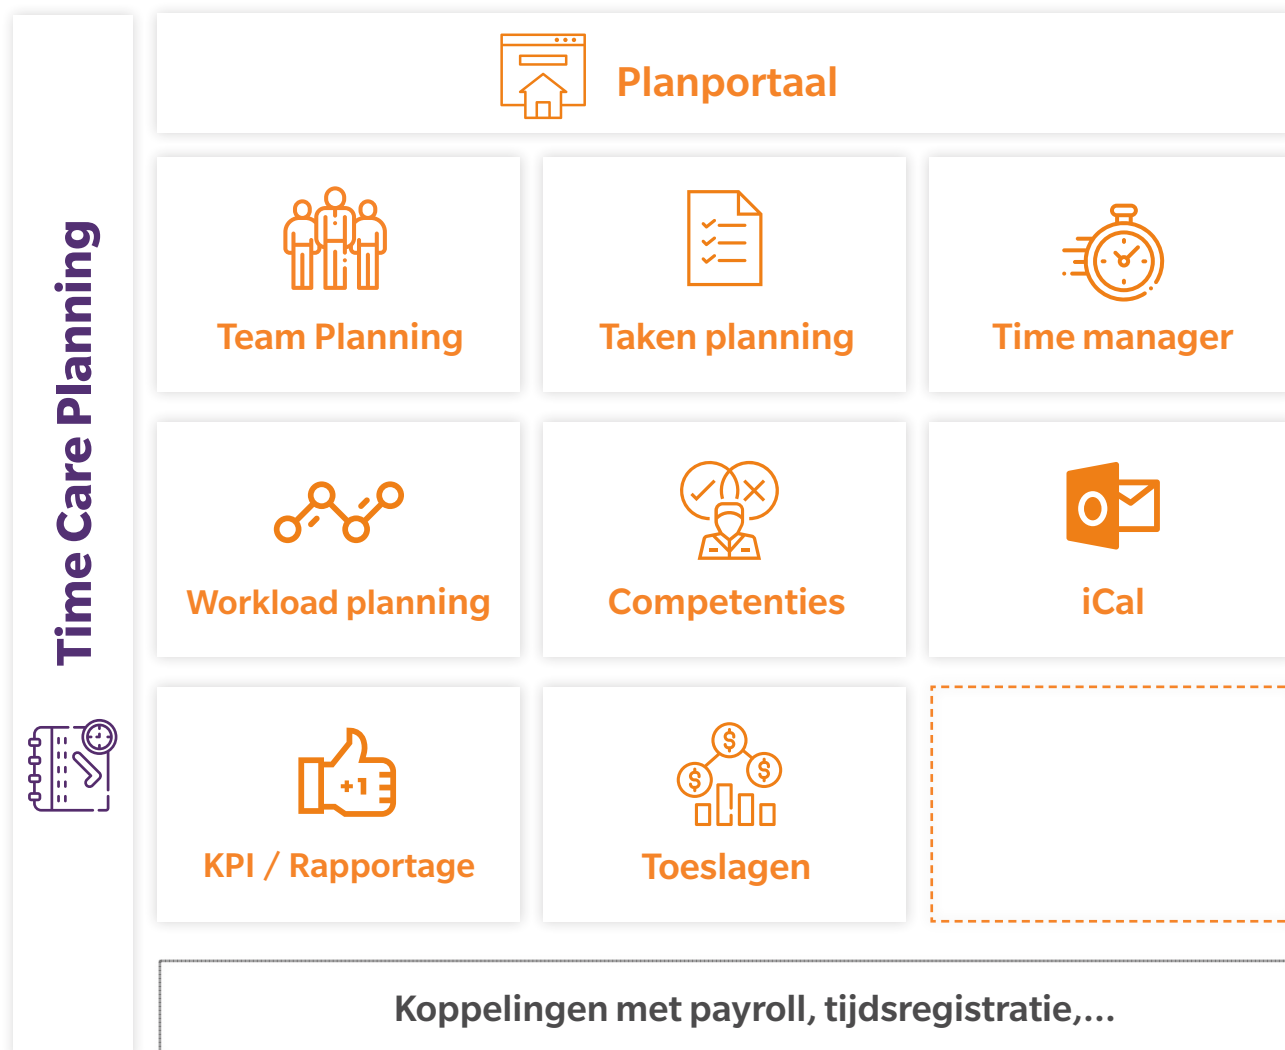 Time Care Planning
Planportaal
Team Planning
Taken planning
Time manager
Workload planning
Competenties
iCal
+1
KPI / Rapportage
$
$
$
Toeslagen
Koppelingen met payroll, tijdsregistratie,...